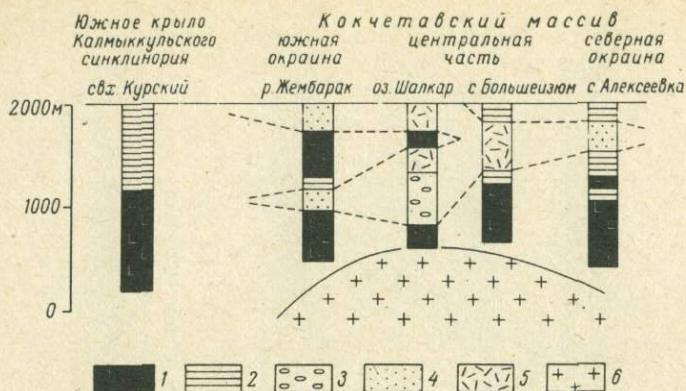 Южное крыло Калмыккульского синклинория
Кокчетавский массив
южная окраина
центральная часть
северная окраина
свх Курский
р. Жембарак
оз. Шалкар
с Большеизюм
с Алексеевка
2000м
1000
0
1
2
3
4
5
6